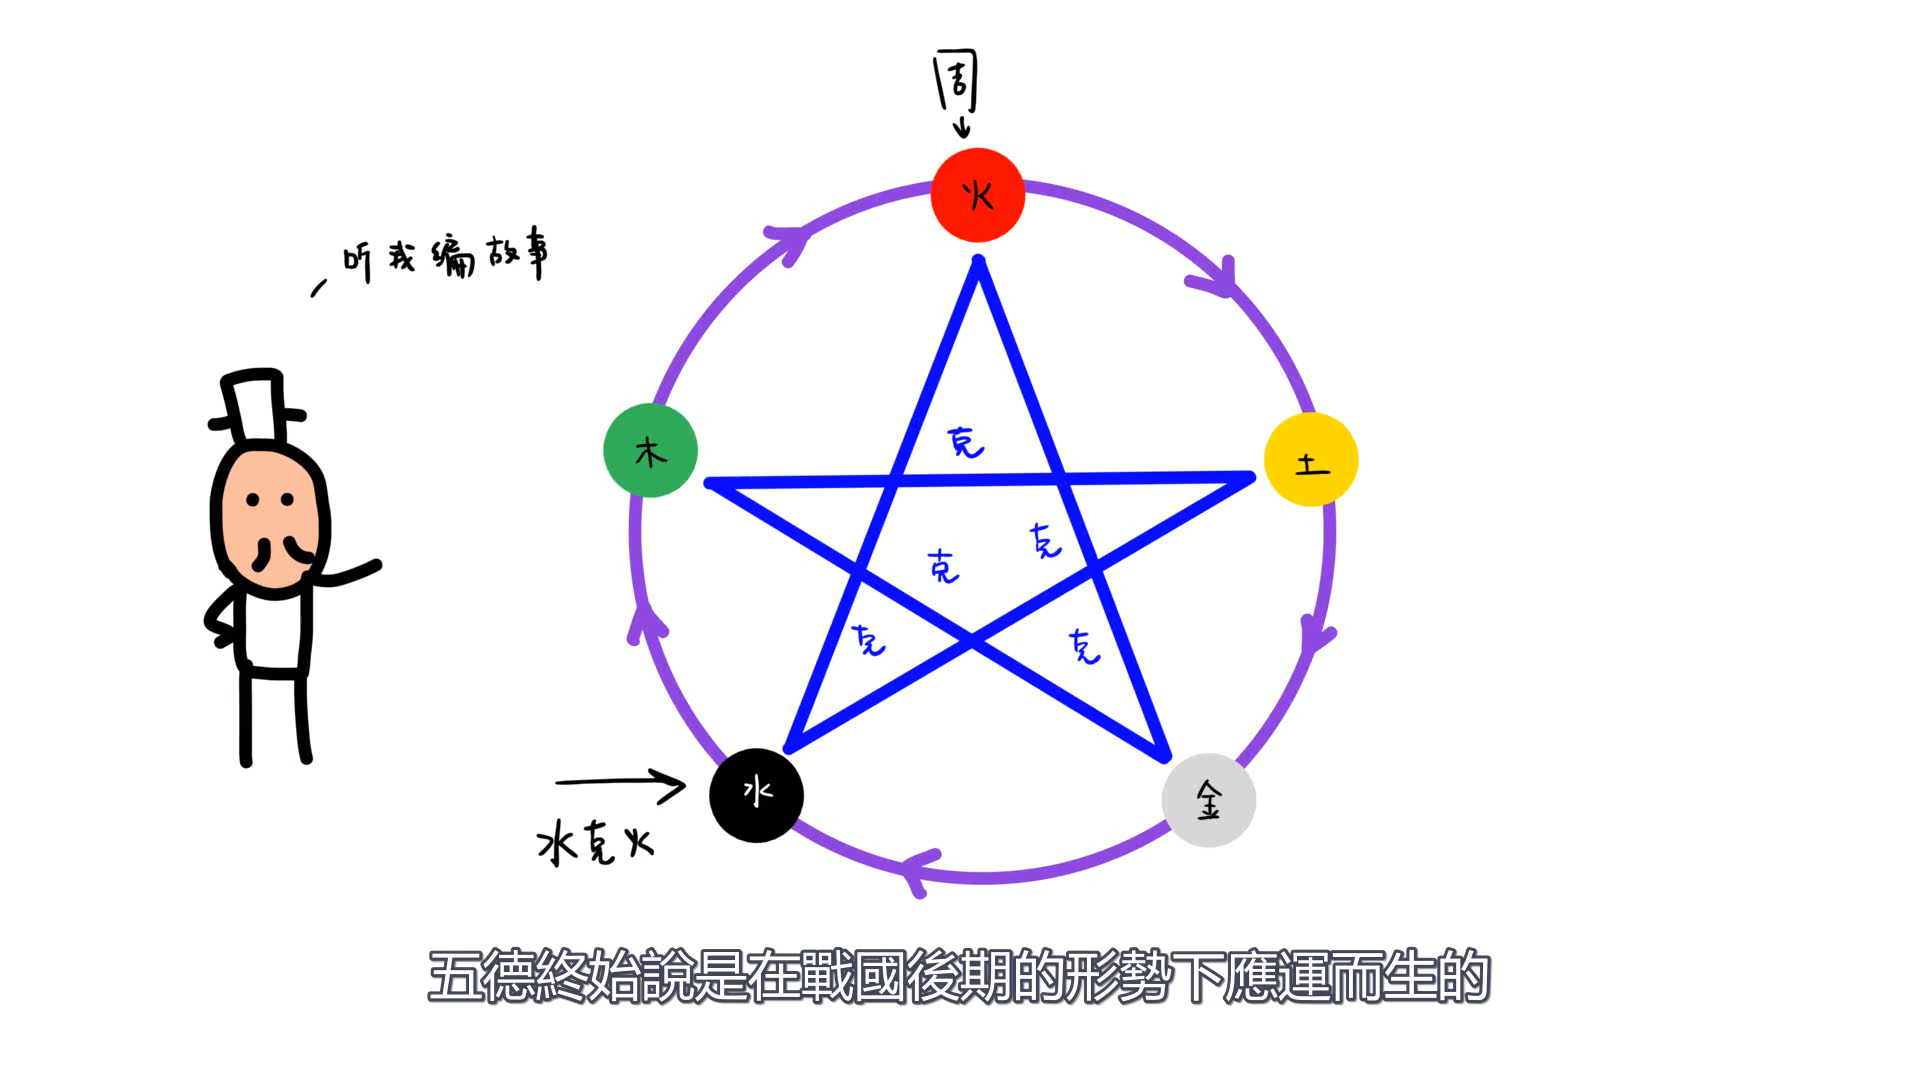 周
火
听我编故事
木
土
克
克
克
克
克
水
金
水克火
五德終始說是在戰國後期的形勢下應運而生的